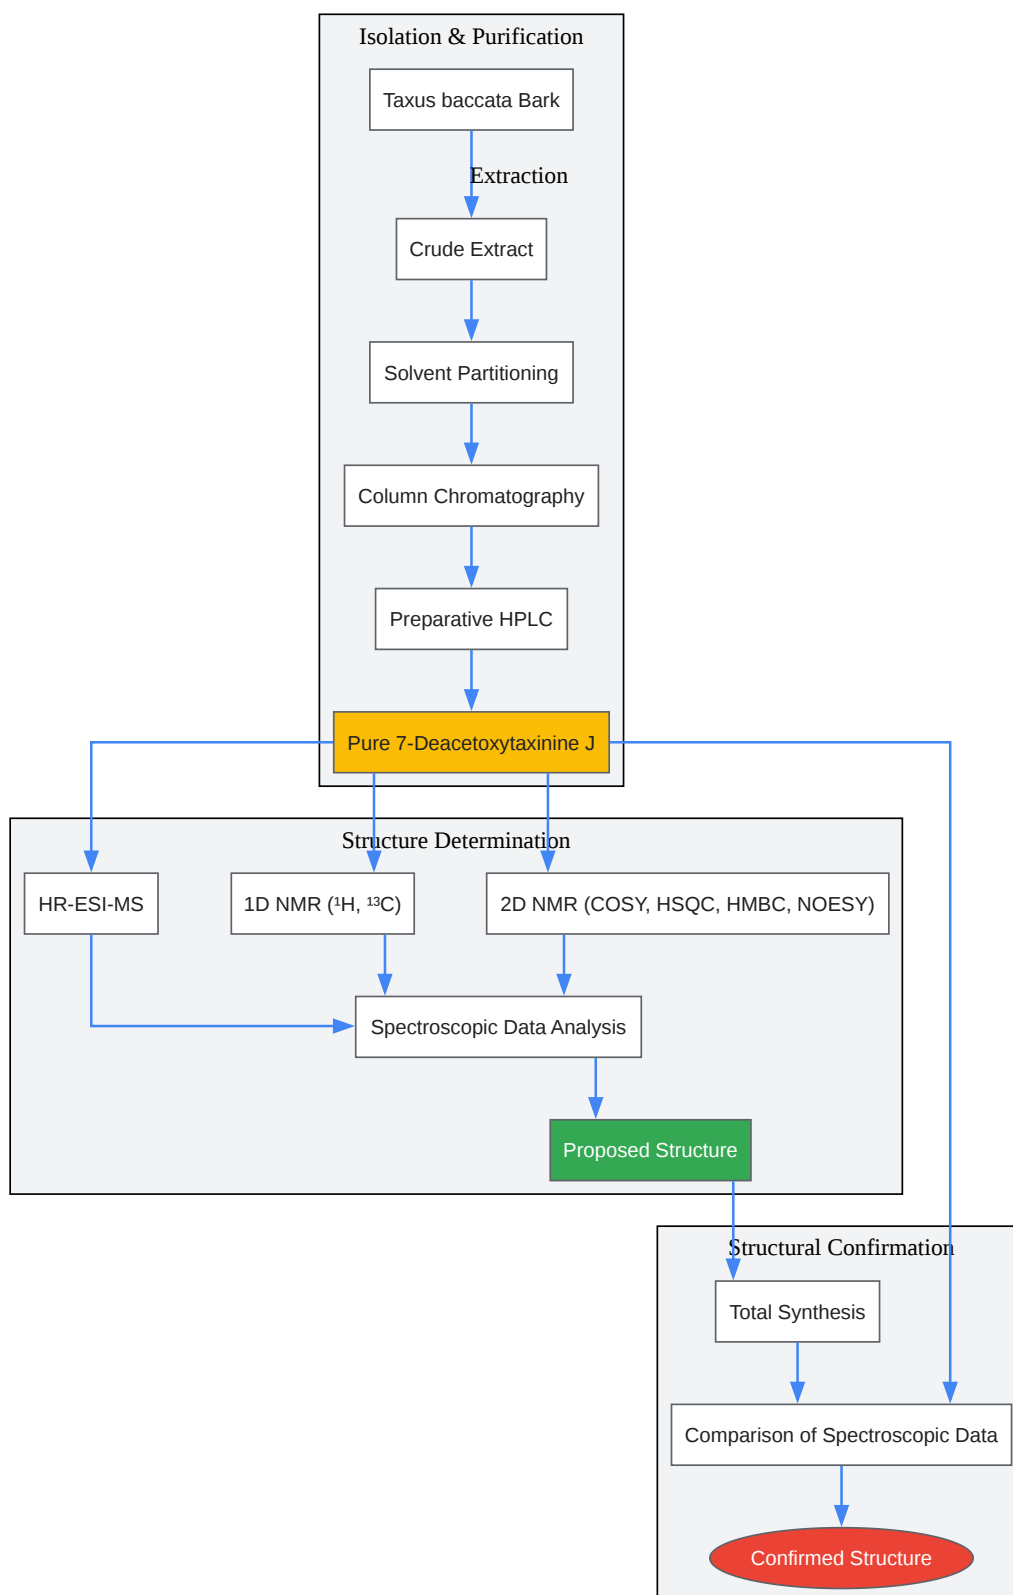 Isolation & Purification
Taxus baccata Bark
Extraction
Crude Extract
Solvent Partitioning
Column Chromatography
Preparative HPLC
Pure 7-Deacetoxytaxinine J
Structure Determination
HR-ESI-MS
1D NMR (¹H, ¹³C)
2D NMR (COSY, HSQC, HMBC, NOESY)
Spectroscopic Data Analysis
Proposed Structure
Structural Confirmation
Total Synthesis
Comparison of Spectroscopic Data
Confirmed Structure